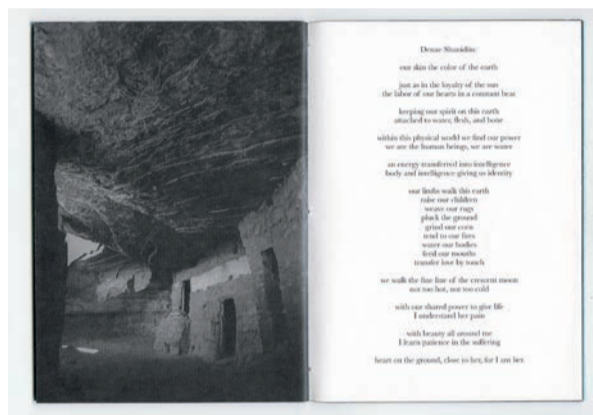 our skin the color of the earth
just as in the loyalty of the sun
the labor of our hearts in a constant beat
keeping our spirit on this earth
attached to water, flesh, and bone
within this physical world we find our power
we are the human beings, we are water
an energy transferred into intelligence
body and intelligence giving us identity
our limbs walk this earth
raise our children
weave our rugs
pluck the ground
grind our corn
tend to our fires
water our bodies
feed our mouths
transfer love by touch
we walk the fine line of the crescent moon
not too hot, not too cold
with our shared power to give life
I understand her pain
with beauty all around me
I learn patience in the suffering
heart on the ground, close to her, for I am her.